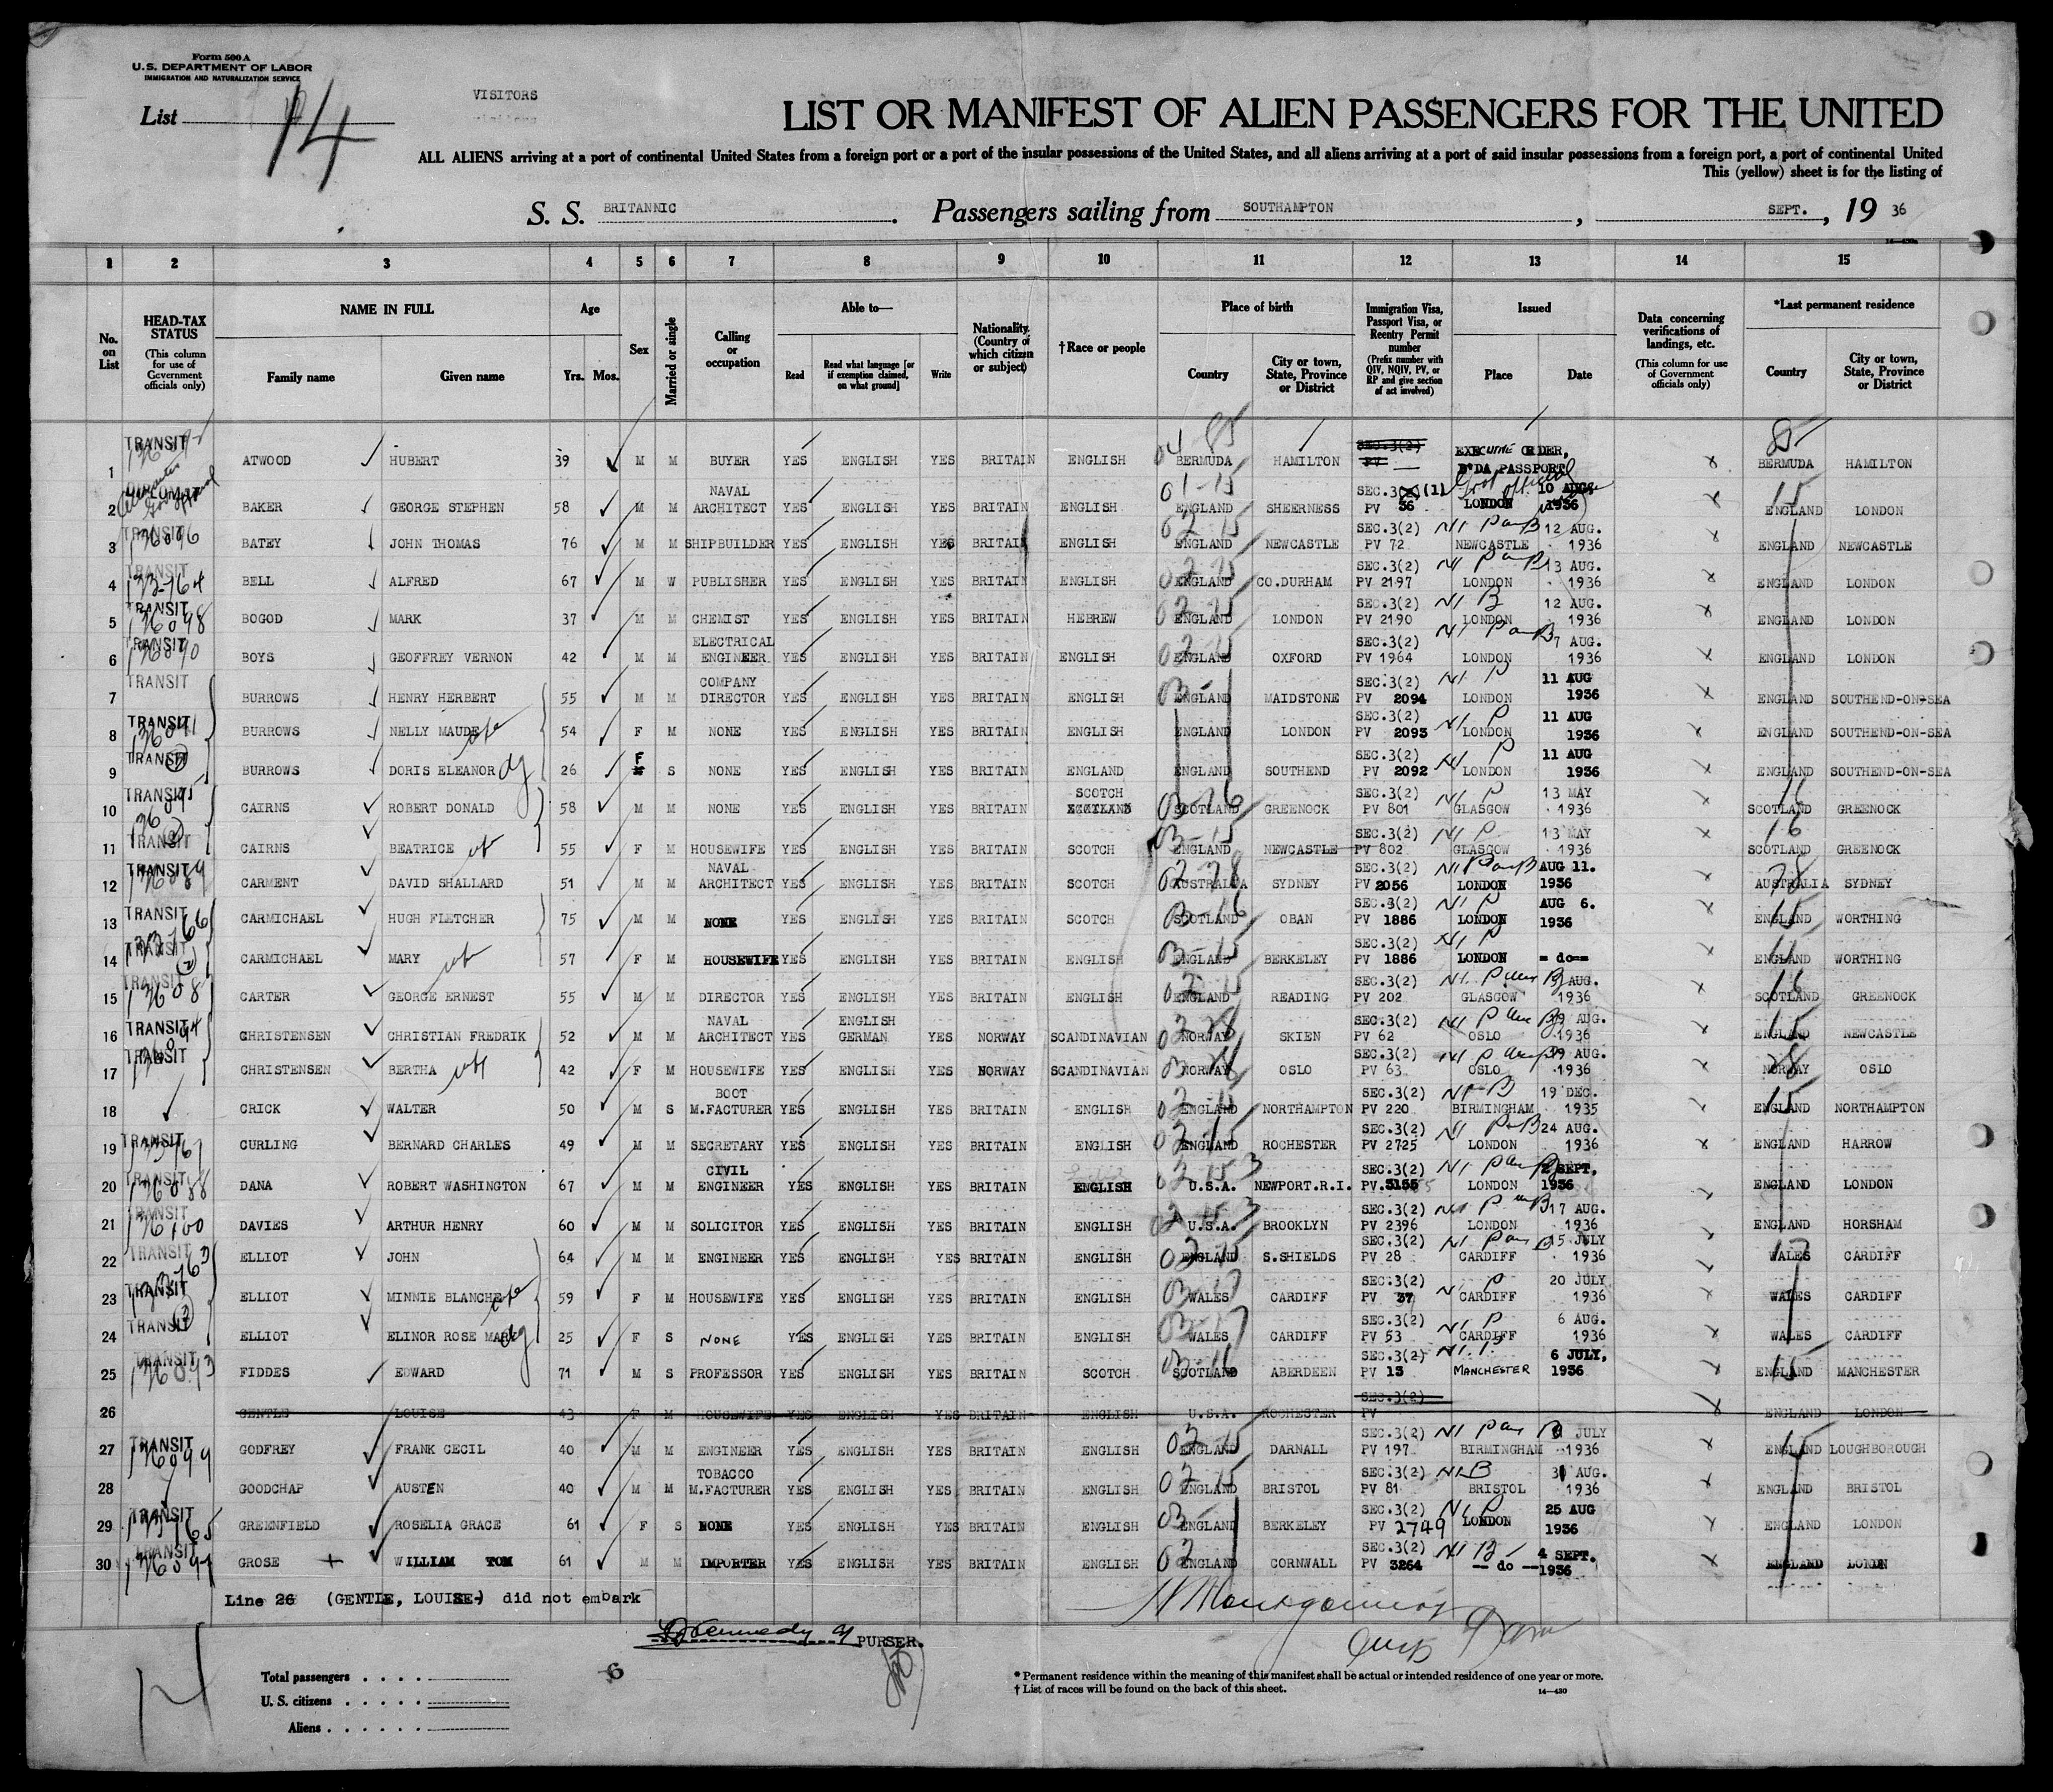 Form 500 A
U.S. DEPARTMENT OF LABOR
IMMIGRATION AND NATURALIZATION SERVICE
VISITORS
List 14
LIST OR MANIFEST OF ALIEN PASSENGERS FOR THE UNITED
ALL ALIENS arriving at a port of continental United States from a foreign port or a port of the insular possessions of the United States, and all aliens arriving at a port of said insular possessions from a foreign port, a port of continental United
This (yellow) sheet is for the listing of
S. S. BRITANNIC. Passengers sailing from SOUTHAMPTON, SEPT., 19 36
1 2 3 4 5 6 7 8 9 10 11 12 13 14 15
No. on List
HEAD-TAX STATUS (This column for use of Government officials only)
NAME IN FULL Family name Given name
Age Yrs. Mos.
Sex
Married or single
Calling or occupation
Able to— Read Read what language [or if exemption claimed, on what ground] Write
Nationality. (Country of which citizen or subject)
†Race or people
Place of birth Country City or town, State, Province or District
Immigration Visa, Passport Visa, or Reentry Permit number (Prefix number with QIV, NQIV, PV, or RP and give section of act involved)
Issued Place Date
Data concerning verifications of landings, etc. (This column for use of Government officials only)
*Last permanent residence Country City or town, State, Province or District
1 TRANSIT ATWOOD HUBERT 39 M M BUYER YES ENGLISH YES BRITAIN ENGLISH BERMUDA HAMILTON SEC.3(2) PV — EXECUTIVE ORDER, B'DA PASSPORT BERMUDA HAMILTON
2 BAKER GEORGE STEPHEN 58 M M NAVAL ARCHITECT YES ENGLISH YES BRITAIN ENGLISH ENGLAND SHEERNESS SEC.3(2)(1) PV 36 LONDON 10 AUG. 1936 ENGLAND LONDON
3 BATEY JOHN THOMAS 76 M M SHIPBUILDER YES ENGLISH YES BRITAIN ENGLISH ENGLAND NEWCASTLE SEC.3(2) PV 72 NEWCASTLE 12 AUG. 1936 ENGLAND NEWCASTLE
4 TRANSIT BELL ALFRED 67 M W PUBLISHER YES ENGLISH YES BRITAIN ENGLISH ENGLAND CO.DURHAM SEC.3(2) PV 2197 LONDON 13 AUG. 1936 ENGLAND LONDON
5 TRANSIT BOGOD MARK 37 M M CHEMIST YES ENGLISH YES BRITAIN HEBREW ENGLAND LONDON SEC.3(2) PV 2190 LONDON 12 AUG. 1936 ENGLAND LONDON
6 TRANSIT BOYS GEOFFREY VERNON 42 M M ELECTRICAL ENGINEER YES ENGLISH YES BRITAIN ENGLISH ENGLAND OXFORD SEC.3(2) PV 1964 LONDON 7 AUG. 1936 ENGLAND LONDON
7 TRANSIT BURROWS HENRY HERBERT 55 M M COMPANY DIRECTOR YES ENGLISH YES BRITAIN ENGLISH ENGLAND MAIDSTONE SEC.3(2) PV 2094 LONDON 11 AUG 1936 ENGLAND SOUTHEND-ON-SEA
8 TRANSIT BURROWS NELLY MAUDE wfe 54 F M NONE YES ENGLISH YES BRITAIN ENGLISH ENGLAND LONDON SEC.3(2) PV 2093 LONDON 11 AUG 1936 ENGLAND SOUTHEND-ON-SEA
9 TRANSIT BURROWS DORIS ELEANOR dg 26 F S NONE YES ENGLISH YES BRITAIN ENGLAND ENGLAND SOUTHEND SEC.3(2) PV 2092 LONDON 11 AUG 1936 ENGLAND SOUTHEND-ON-SEA
10 TRANSIT CAIRNS ROBERT DONALD 58 M M NONE YES ENGLISH YES BRITAIN SCOTCH SCOTLAND GREENOCK SEC.3(2) PV 801 GLASGOW 13 MAY 1936 SCOTLAND GREENOCK
11 TRANSIT CAIRNS BEATRICE wfe 55 F M HOUSEWIFE YES ENGLISH YES BRITAIN SCOTCH ENGLAND NEWCASTLE SEC.3(2) PV 802 GLASGOW 13 MAY 1936 SCOTLAND GREENOCK
12 TRANSIT CARMENT DAVID SHALLARD 51 M M NAVAL ARCHITECT YES ENGLISH YES BRITAIN SCOTCH AUSTRALIA SYDNEY SEC.3(2) PV 2056 LONDON AUG 11. 1936 AUSTRALIA SYDNEY
13 TRANSIT CARMICHAEL HUGH FLETCHER 75 M M NONE YES ENGLISH YES BRITAIN SCOTCH SCOTLAND OBAN SEC.3(2) PV 1886 LONDON AUG 6. 1936 ENGLAND WORTHING
14 TRANSIT CARMICHAEL MARY wfe 57 F M HOUSEWIFE YES ENGLISH YES BRITAIN ENGLISH ENGLAND BERKELEY SEC.3(2) PV 1886 LONDON = do== ENGLAND WORTHING
15 TRANSIT CARTER GEORGE ERNEST 55 M M DIRECTOR YES ENGLISH YES BRITAIN ENGLISH ENGLAND READING SEC.3(2) PV 202 GLASGOW AUG. 1936 SCOTLAND GREENOCK
16 TRANSIT CHRISTENSEN CHRISTIAN FREDRIK 52 M M NAVAL ARCHITECT YES ENGLISH GERMAN YES NORWAY SCANDINAVIAN NORWAY SKIEN SEC.3(2) PV 62 OSLO AUG. 1936 ENGLAND NEWCASTLE
17 TRANSIT CHRISTENSEN BERTHA wfe 42 F M HOUSEWIFE YES ENGLISH YES NORWAY SCANDINAVIAN NORWAY OSLO SEC.3(2) PV 63 OSLO AUG. 1936 NORWAY OSLO
18 CRICK WALTER 50 M S BOOT M.FACTURER YES ENGLISH YES BRITAIN ENGLISH ENGLAND NORTHAMPTON SEC.3(2) PV 220 BIRMINGHAM 19 DEC. 1935 ENGLAND NORTHAMPTON
19 TRANSIT CURLING BERNARD CHARLES 49 M M SECRETARY YES ENGLISH YES BRITAIN ENGLISH ENGLAND ROCHESTER SEC.3(2) PV 2725 LONDON 24 AUG. 1936 ENGLAND HARROW
20 TRANSIT DANA ROBERT WASHINGTON 67 M M CIVIL ENGINEER YES ENGLISH YES BRITAIN ENGLISH U.S.A. NEWPORT.R.I. SEC.3(2) PV.3155 LONDON 2 SEPT, 1936 ENGLAND LONDON
21 TRANSIT DAVIES ARTHUR HENRY 60 M M SOLICITOR YES ENGLISH YES BRITAIN ENGLISH U.S.A. BROOKLYN SEC.3(2) PV 2396 LONDON 17 AUG. 1936 ENGLAND HORSHAM
22 TRANSIT ELLIOT JOHN 64 M M ENGINEER YES ENGLISH YES BRITAIN ENGLISH ENGLAND S.SHIELDS SEC.3(2) PV 28 CARDIFF 15 JULY 1936 WALES CARDIFF
23 TRANSIT ELLIOT MINNIE BLANCHE wfe 59 F M HOUSEWIFE YES ENGLISH YES BRITAIN ENGLISH WALES CARDIFF SEC.3(2) PV 37 CARDIFF 20 JULY 1936 WALES CARDIFF
24 TRANSIT ELLIOT ELINOR ROSE MARY dg 25 F S NONE YES ENGLISH YES BRITAIN ENGLISH WALES CARDIFF SEC.3(2) PV 53 CARDIFF 6 AUG. 1936 WALES CARDIFF
25 TRANSIT FIDDES EDWARD 71 M S PROFESSOR YES ENGLISH YES BRITAIN SCOTCH SCOTLAND ABERDEEN SEC.3(2) PV 13 MANCHESTER 6 JULY, 1936 ENGLAND MANCHESTER
26 GENTLE LOUISE 43 F M HOUSEWIFE YES ENGLISH YES BRITAIN ENGLISH U.S.A. ROCHESTER SEC.3(2) PV ENGLAND LONDON
27 TRANSIT GODFREY FRANK CECIL 40 M M ENGINEER YES ENGLISH YES BRITAIN ENGLISH ENGLAND DARNALL SEC.3(2) PV 197 BIRMINGHAM JULY 1936 ENGLAND LOUGHBOROUGH
28 GOODCHAP AUSTEN 40 M M TOBACCO M.FACTURER YES ENGLISH YES BRITAIN ENGLISH ENGLAND BRISTOL SEC.3(2) PV 81 BRISTOL 31 AUG. 1936 ENGLAND BRISTOL
29 TRANSIT GREENFIELD ROSELIA GRACE 61 F S NONE YES ENGLISH YES BRITAIN ENGLISH ENGLAND BERKELEY SEC.3(2) PV 2749 LONDON 25 AUG 1936 ENGLAND LONDON
30 TRANSIT GROSE WILLIAM TOM 61 M M IMPORTER YES ENGLISH YES BRITAIN ENGLISH ENGLAND CORNWALL SEC.3(2) PV 3264 — do — 4 SEPT. 1936 ENGLAND LONDN
Line 26 (GENTLE, LOUISE-) did not embark
PURSER.
Total passengers
U. S. citizens
Aliens
6
* Permanent residence within the meaning of this manifest shall be actual or intended residence of one year or more.
† List of races will be found on the back of this sheet.
14—430